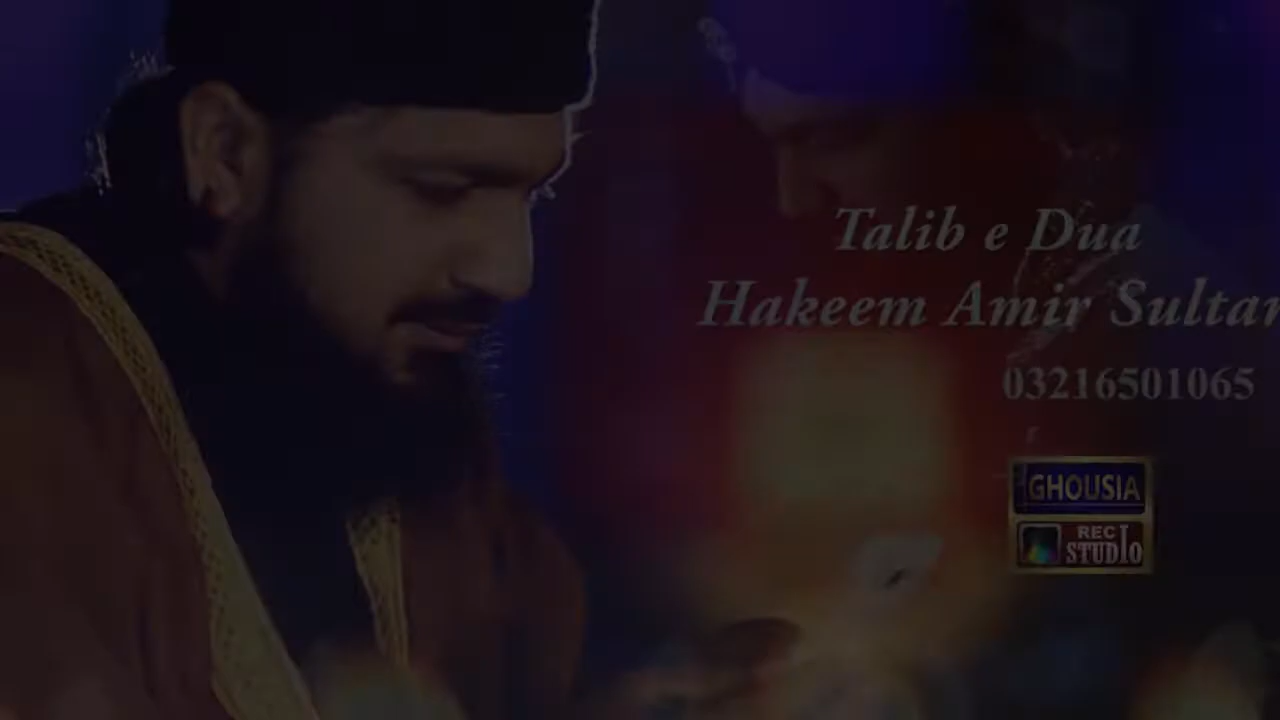 Talib e Dua
Hakeem Amir Sultan
03216501065
GHOUSIA
REC
STUDIO